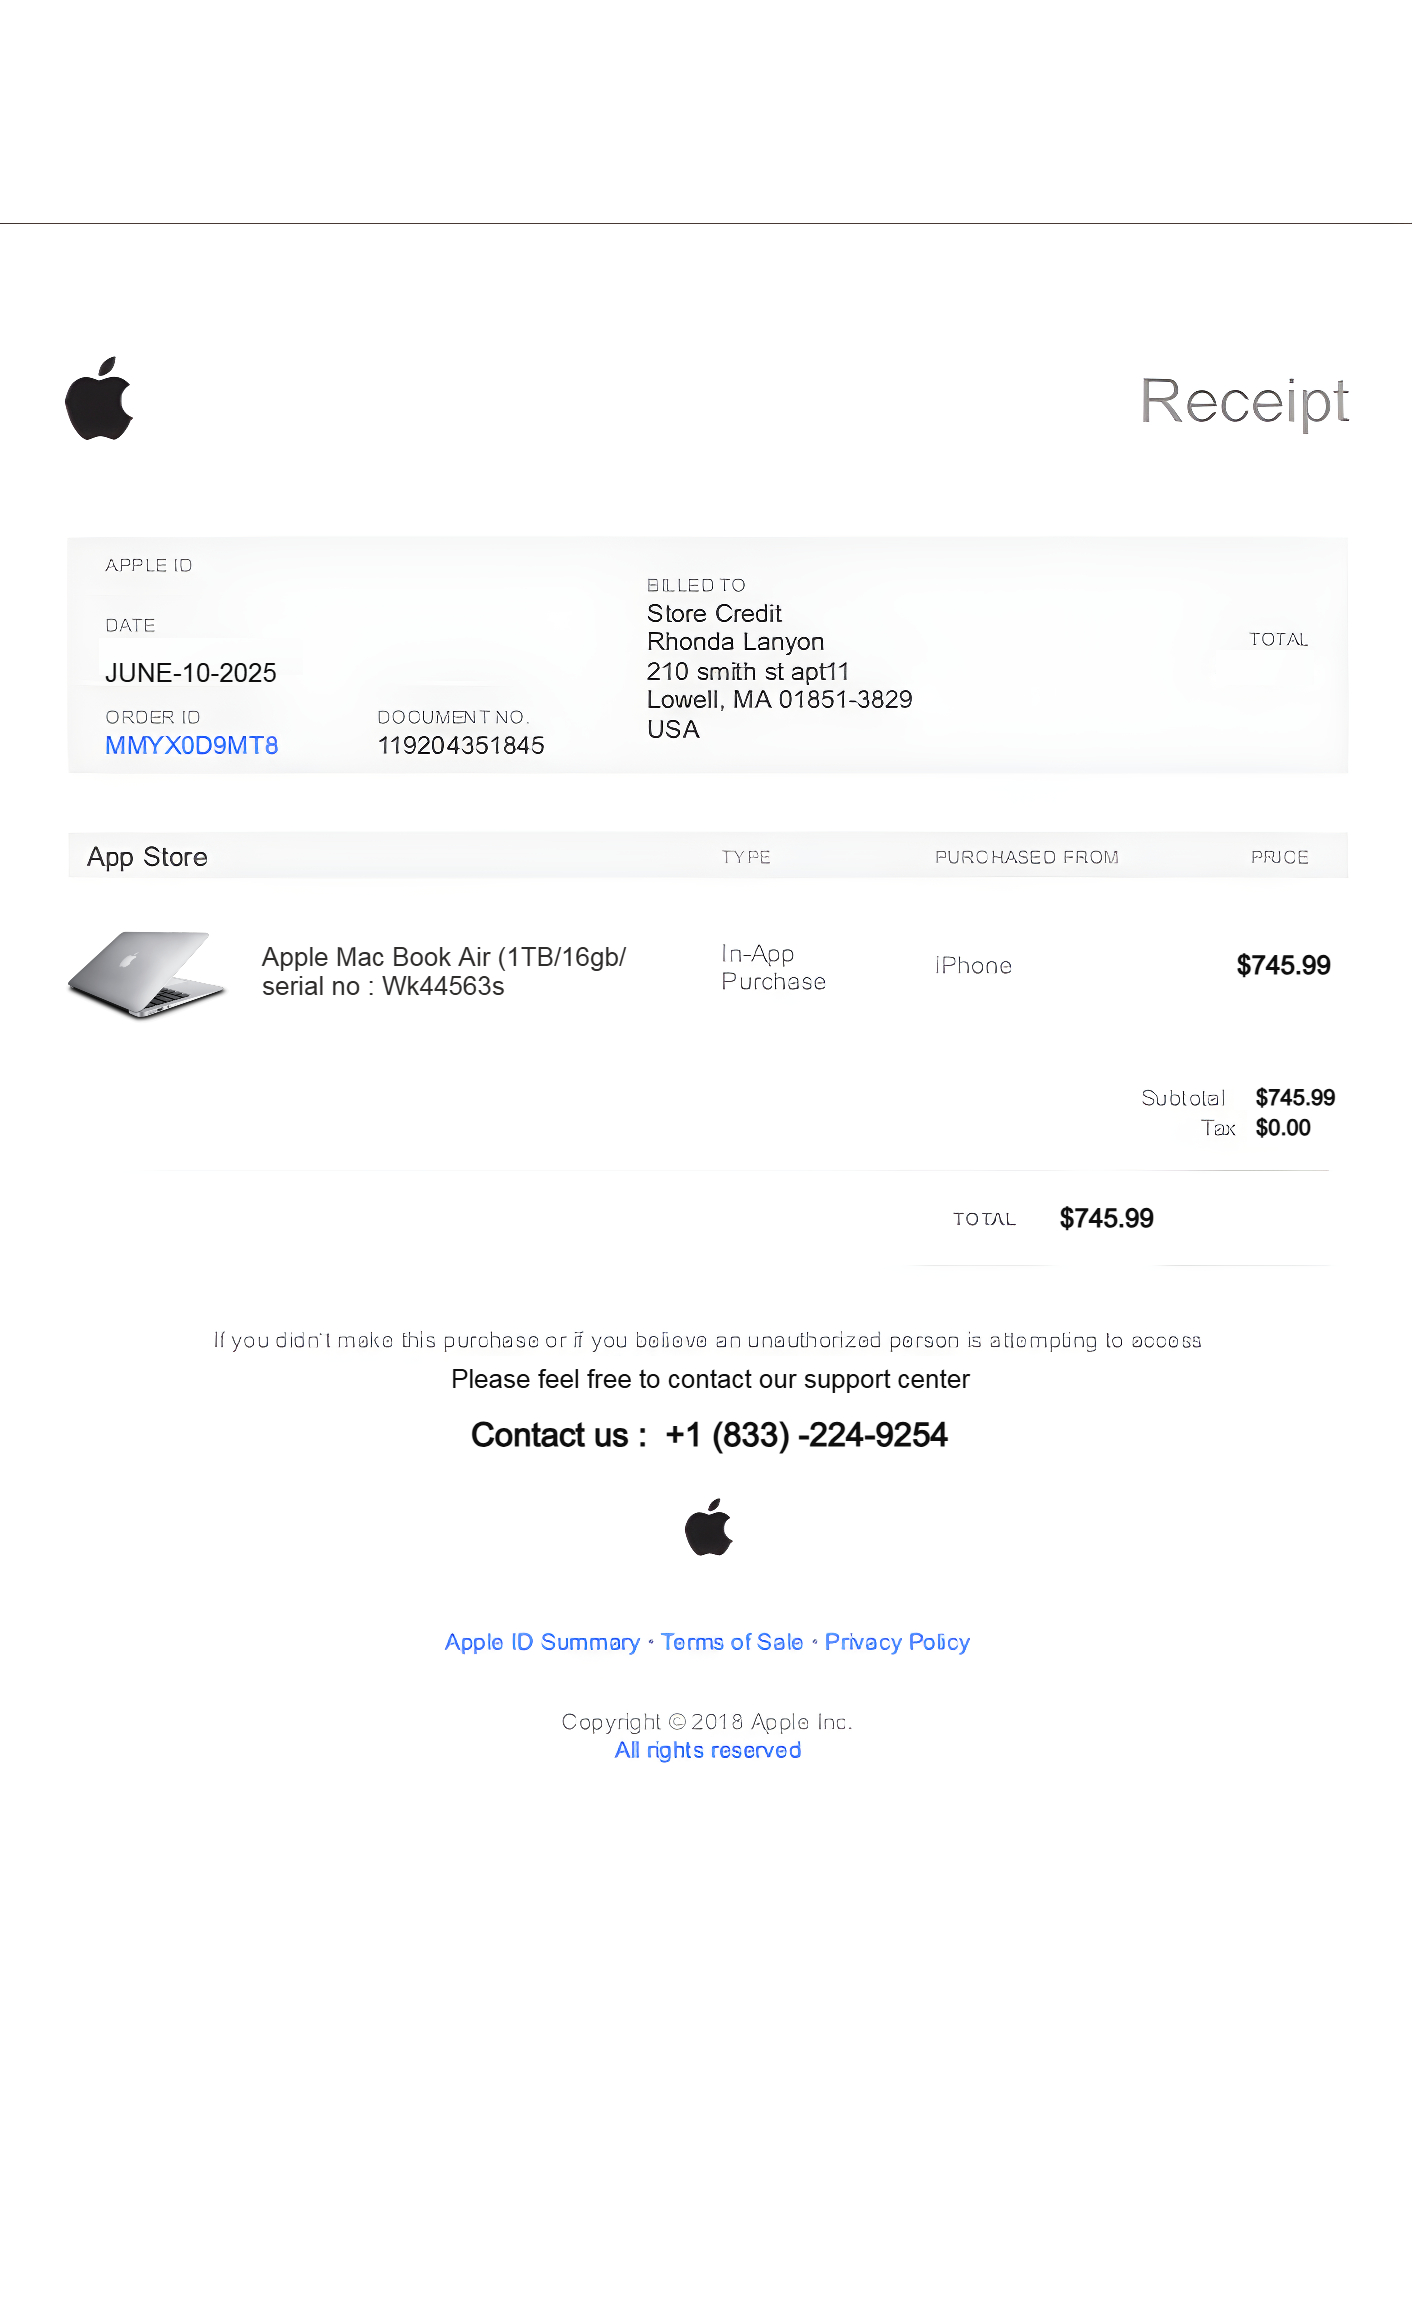 Receipt
APPLE ID
DATE
JUNE-10-2025
ORDER ID
MMYX0D9MT8
DOCUMENT NO.
119204351845
BILLED TO
Store Credit
Rhonda Lanyon
210 smith st apt11
Lowell, MA 01851-3829
USA
TOTAL
App Store TYPE PURCHASED FROM PRICE
Apple Mac Book Air (1TB/16gb/
serial no : Wk44563s
In-App
Purchase
iPhone
$745.99
Subtotal $745.99
Tax $0.00
TOTAL $745.99
If you didn't make this purchase or if you believe an unauthorized person is attempting to access
Please feel free to contact our support center
Contact us : +1 (833) -224-9254
Apple ID Summary • Terms of Sale • Privacy Policy
Copyright © 2018 Apple Inc.
All rights reserved